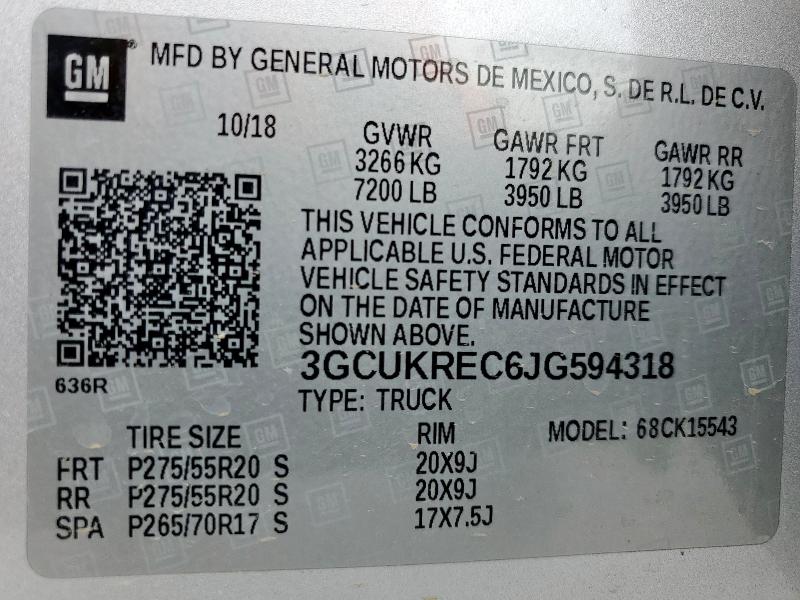 GM
MFD BY GENERAL MOTORS DE MEXICO, S. DE R.L. DE C.V.
10/18
GVWR GAWR FRT GAWR RR
3266 KG 1792 KG 1792 KG
7200 LB 3950 LB 3950 LB
THIS VEHICLE CONFORMS TO ALL
APPLICABLE U.S. FEDERAL MOTOR
VEHICLE SAFETY STANDARDS IN EFFECT
ON THE DATE OF MANUFACTURE
SHOWN ABOVE.
3GCUKREC6JG594318
636R
TYPE: TRUCK
MODEL: 68CK15543
TIRE SIZE RIM
FRT P275/55R20 S 20X9J
RR P275/55R20 S 20X9J
SPA P265/70R17 S 17X7.5J